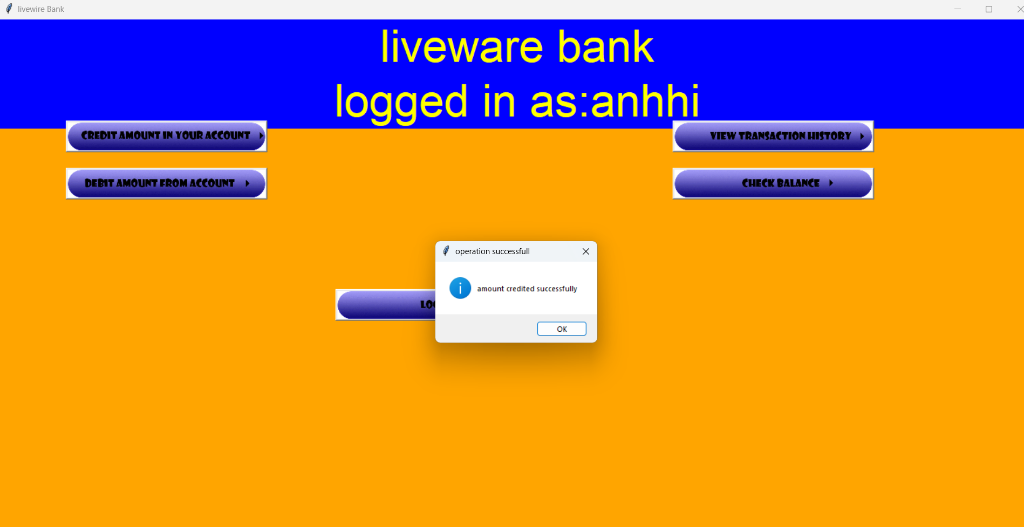 livewire Bank
liveware bank
logged in as:anhhi
CREDIT AMOUNT IN YOUR ACCOUNT
VIEW TRANSACTION HISTORY
DEBIT AMOUNT FROM ACCOUNT
CHECK BALANCE
operation successfull
amount credited successfully
OK